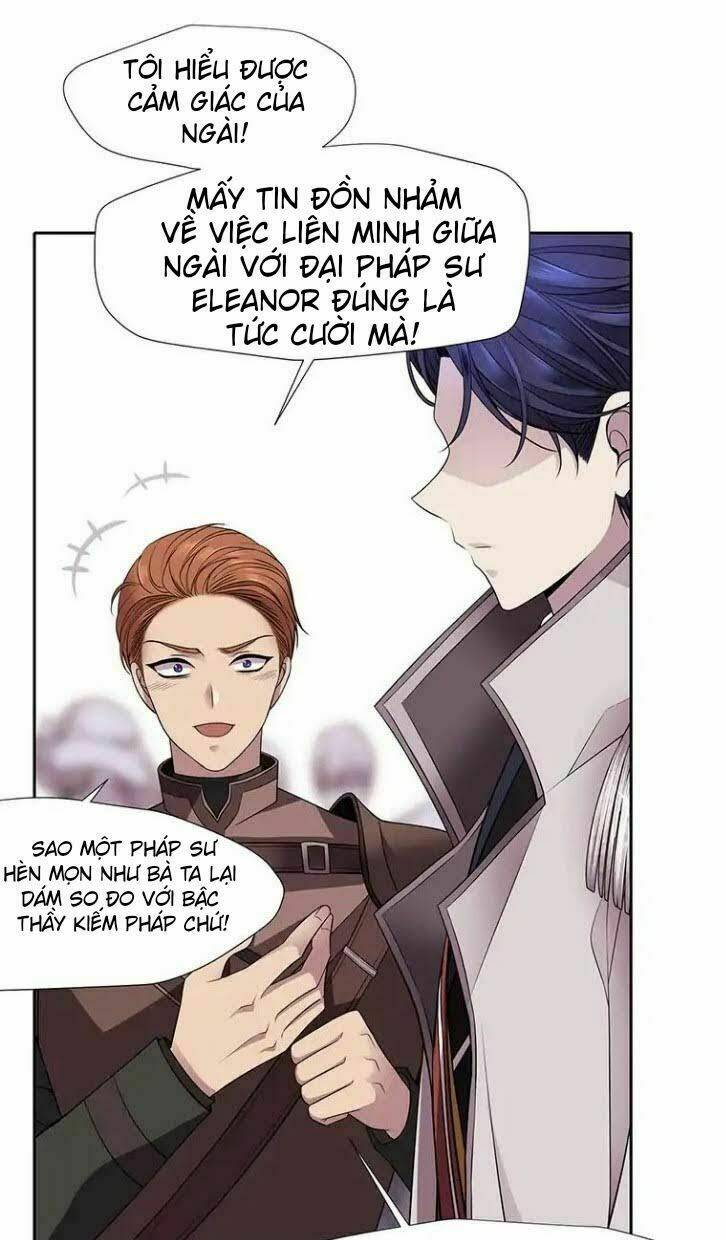 TÔI HIỂU ĐƯỢC
CẢM GIÁC CỦA
NGÀI!
MẤY TIN ĐỒN NHẢM
VỀ VIỆC LIÊN MINH GIỮA
NGÀI VỚI ĐẠI PHÁP SƯ
ELEANOR ĐÚNG LÀ
TỨC CƯỜI MÀ!
SAO MỘT PHÁP SƯ
HÈN MỌN NHƯ BÀ TA LẠI
DÁM SO ĐO VỚI BẬC
THẦY KIẾM PHÁP CHỨ!